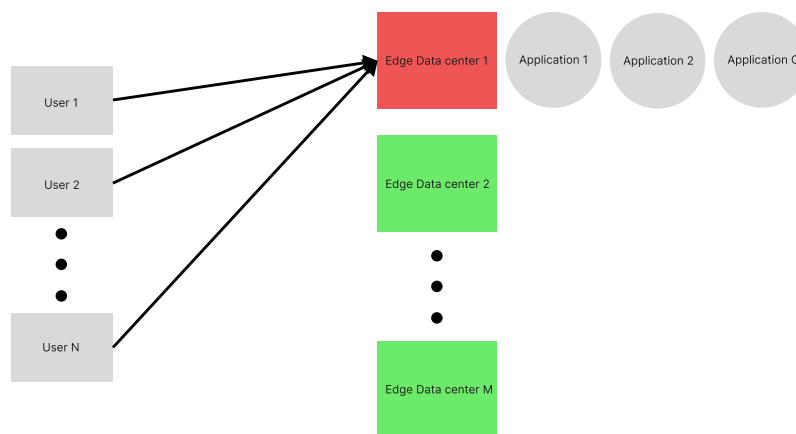 Edge Data center 1
Application 1
Application 2
Application
User 1
User 2
Edge Data center 2
User N
Edge Data center M